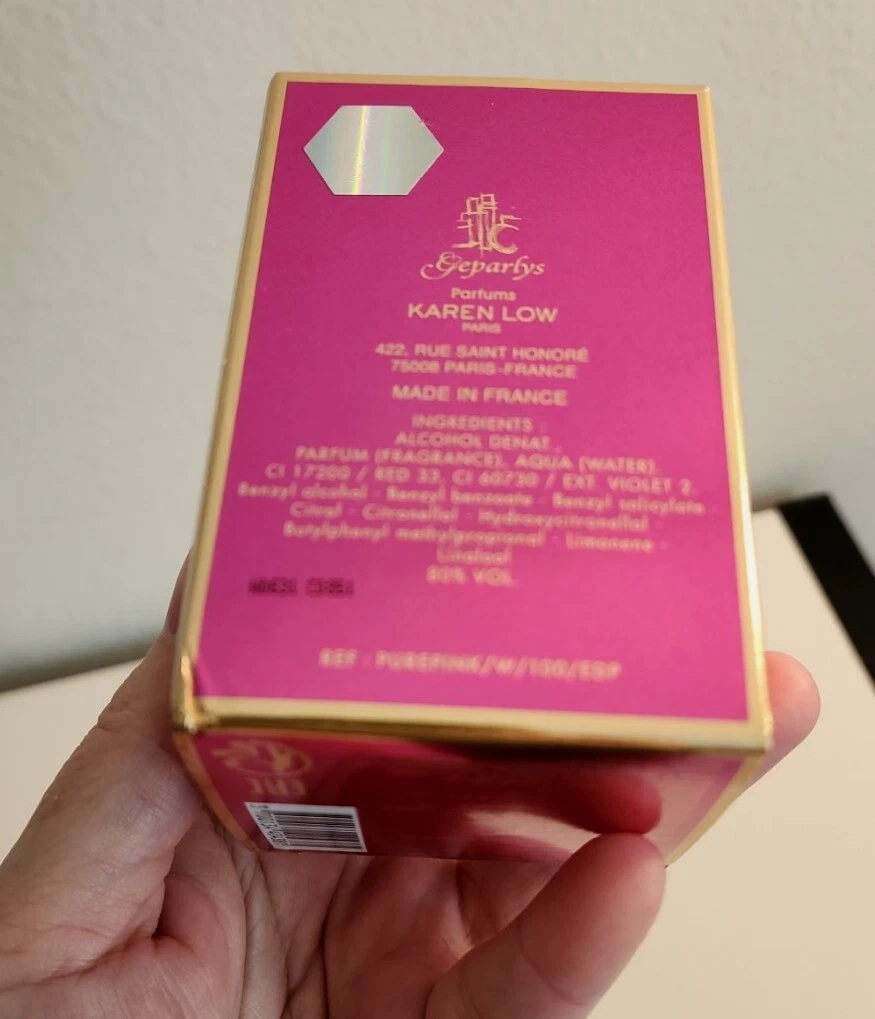 Geparlys
Parfums
KAREN LOW
PARIS
422, RUE SAINT HONORÉ
75008 PARIS-FRANCE
MADE IN FRANCE
INGREDIENTS :
ALCOHOL DENAT.
PARFUM (FRAGRANCE), AQUA (WATER),
CI 17200 / RED 33, CI 60730 / EXT. VIOLET 2.
Benzyl alcohol - Benzyl benzoate - Benzyl salicylate -
Citral - Citronellol - Hydroxycitronellal -
Butylphenyl methylpropional - Limonene -
Linalool
80% VOL.
REF : PUREPINK/W/100/EDP
EAC